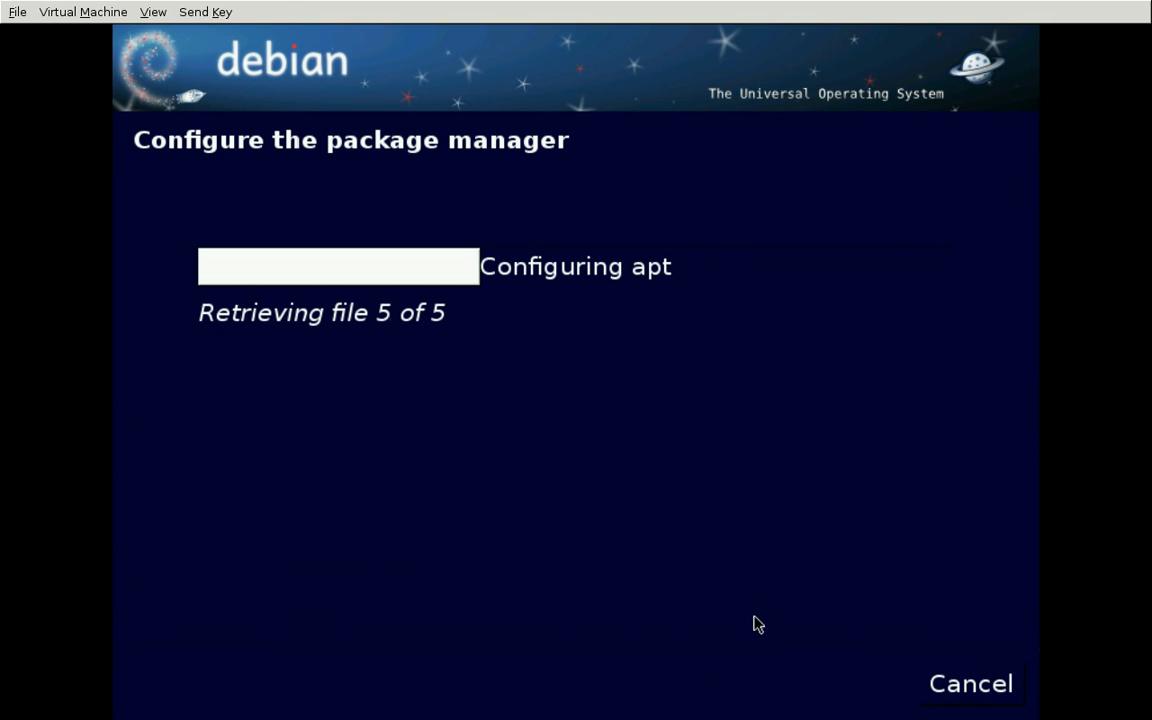 File Virtual Machine View Send Key
debian
The Universal Operating System
Configure the package manager
Configuring apt
Retrieving file 5 of 5
Cancel